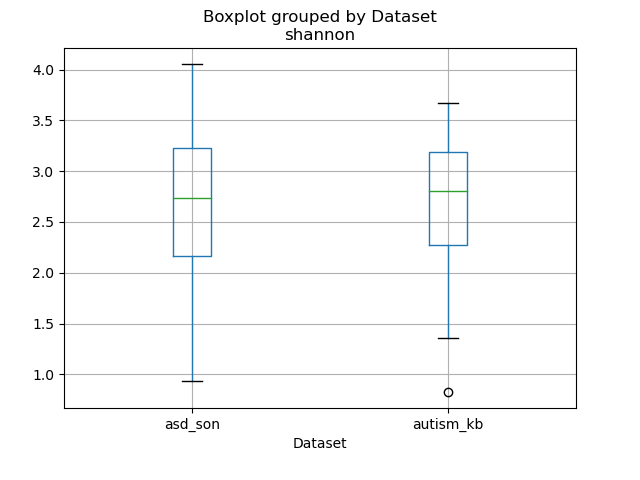 Boxplot grouped by Dataset
shannon
4.0
3.5
3.0
2.5
2.0
1.5
1.0
asd_son autism_kb
Dataset